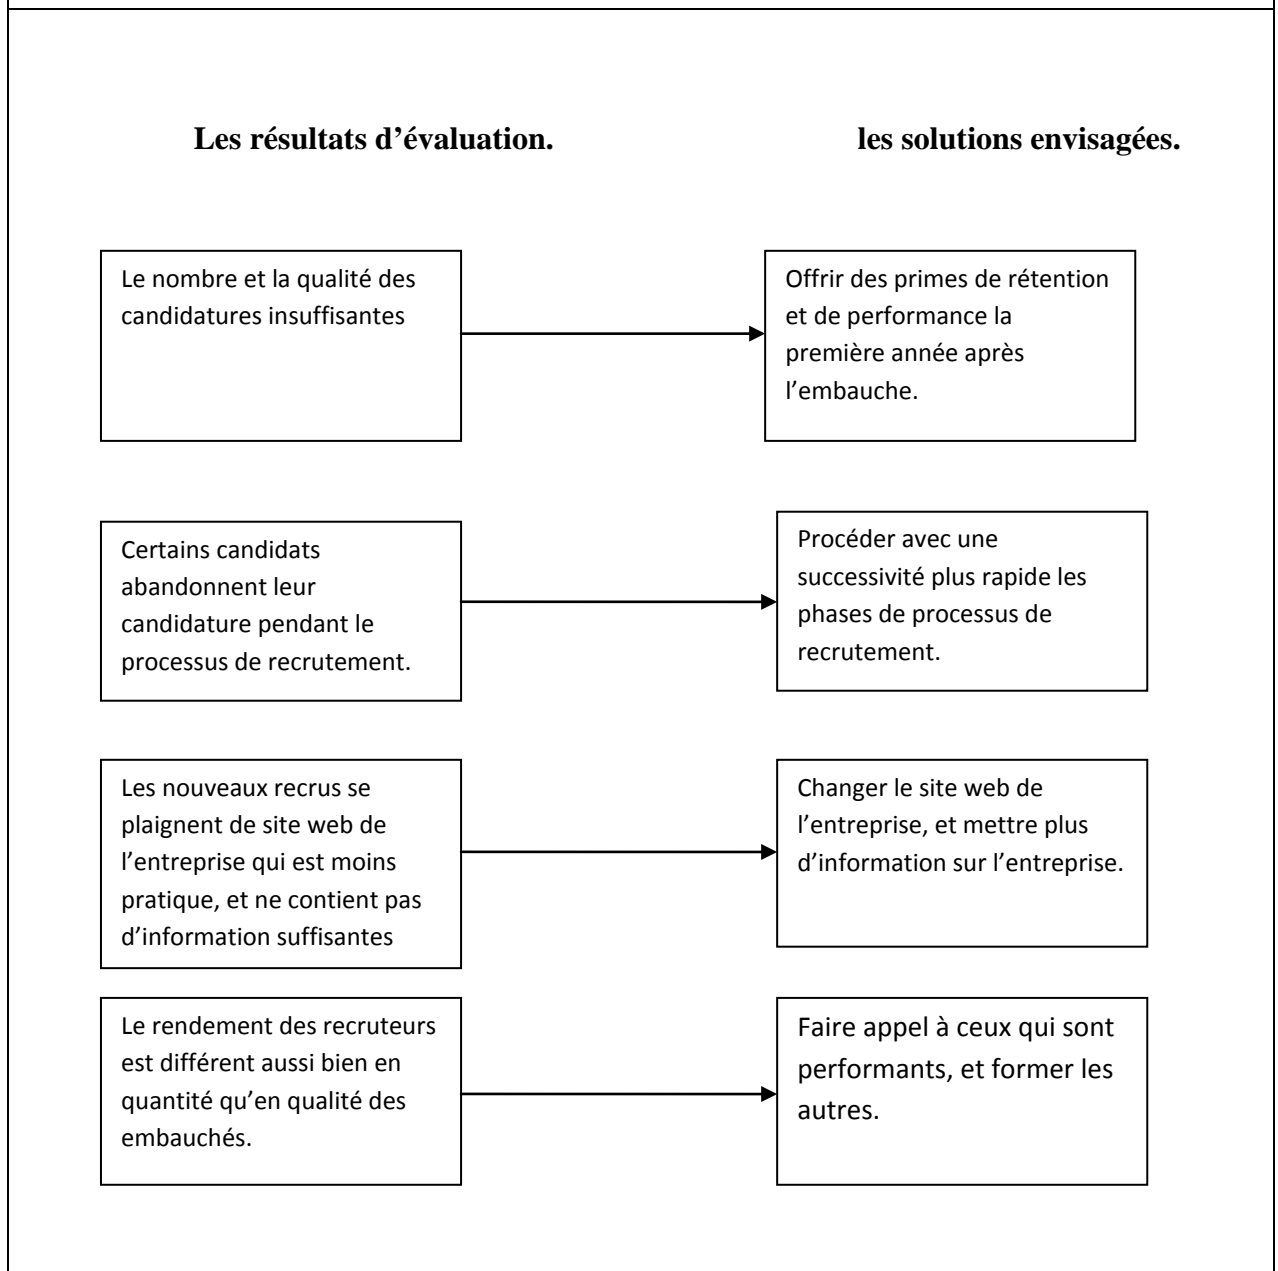 Les résultats d’évaluation.
les solutions envisagées.
Le nombre et la qualité des
candidatures insuffisantes
Offrir des primes de rétention
et de performance la
première année après
l’embauche.
Certains candidats
abandonnent leur
candidature pendant le
processus de recrutement.
Procéder avec une
successivité plus rapide les
phases de processus de
recrutement.
Les nouveaux recrus se
plaignent de site web de
l’entreprise qui est moins
pratique, et ne contient pas
d’information suffisantes
Changer le site web de
l’entreprise, et mettre plus
d’information sur l’entreprise.
Le rendement des recruteurs
est différent aussi bien en
quantité qu’en qualité des
embauchés.
Faire appel à ceux qui sont
performants, et former les
autres.